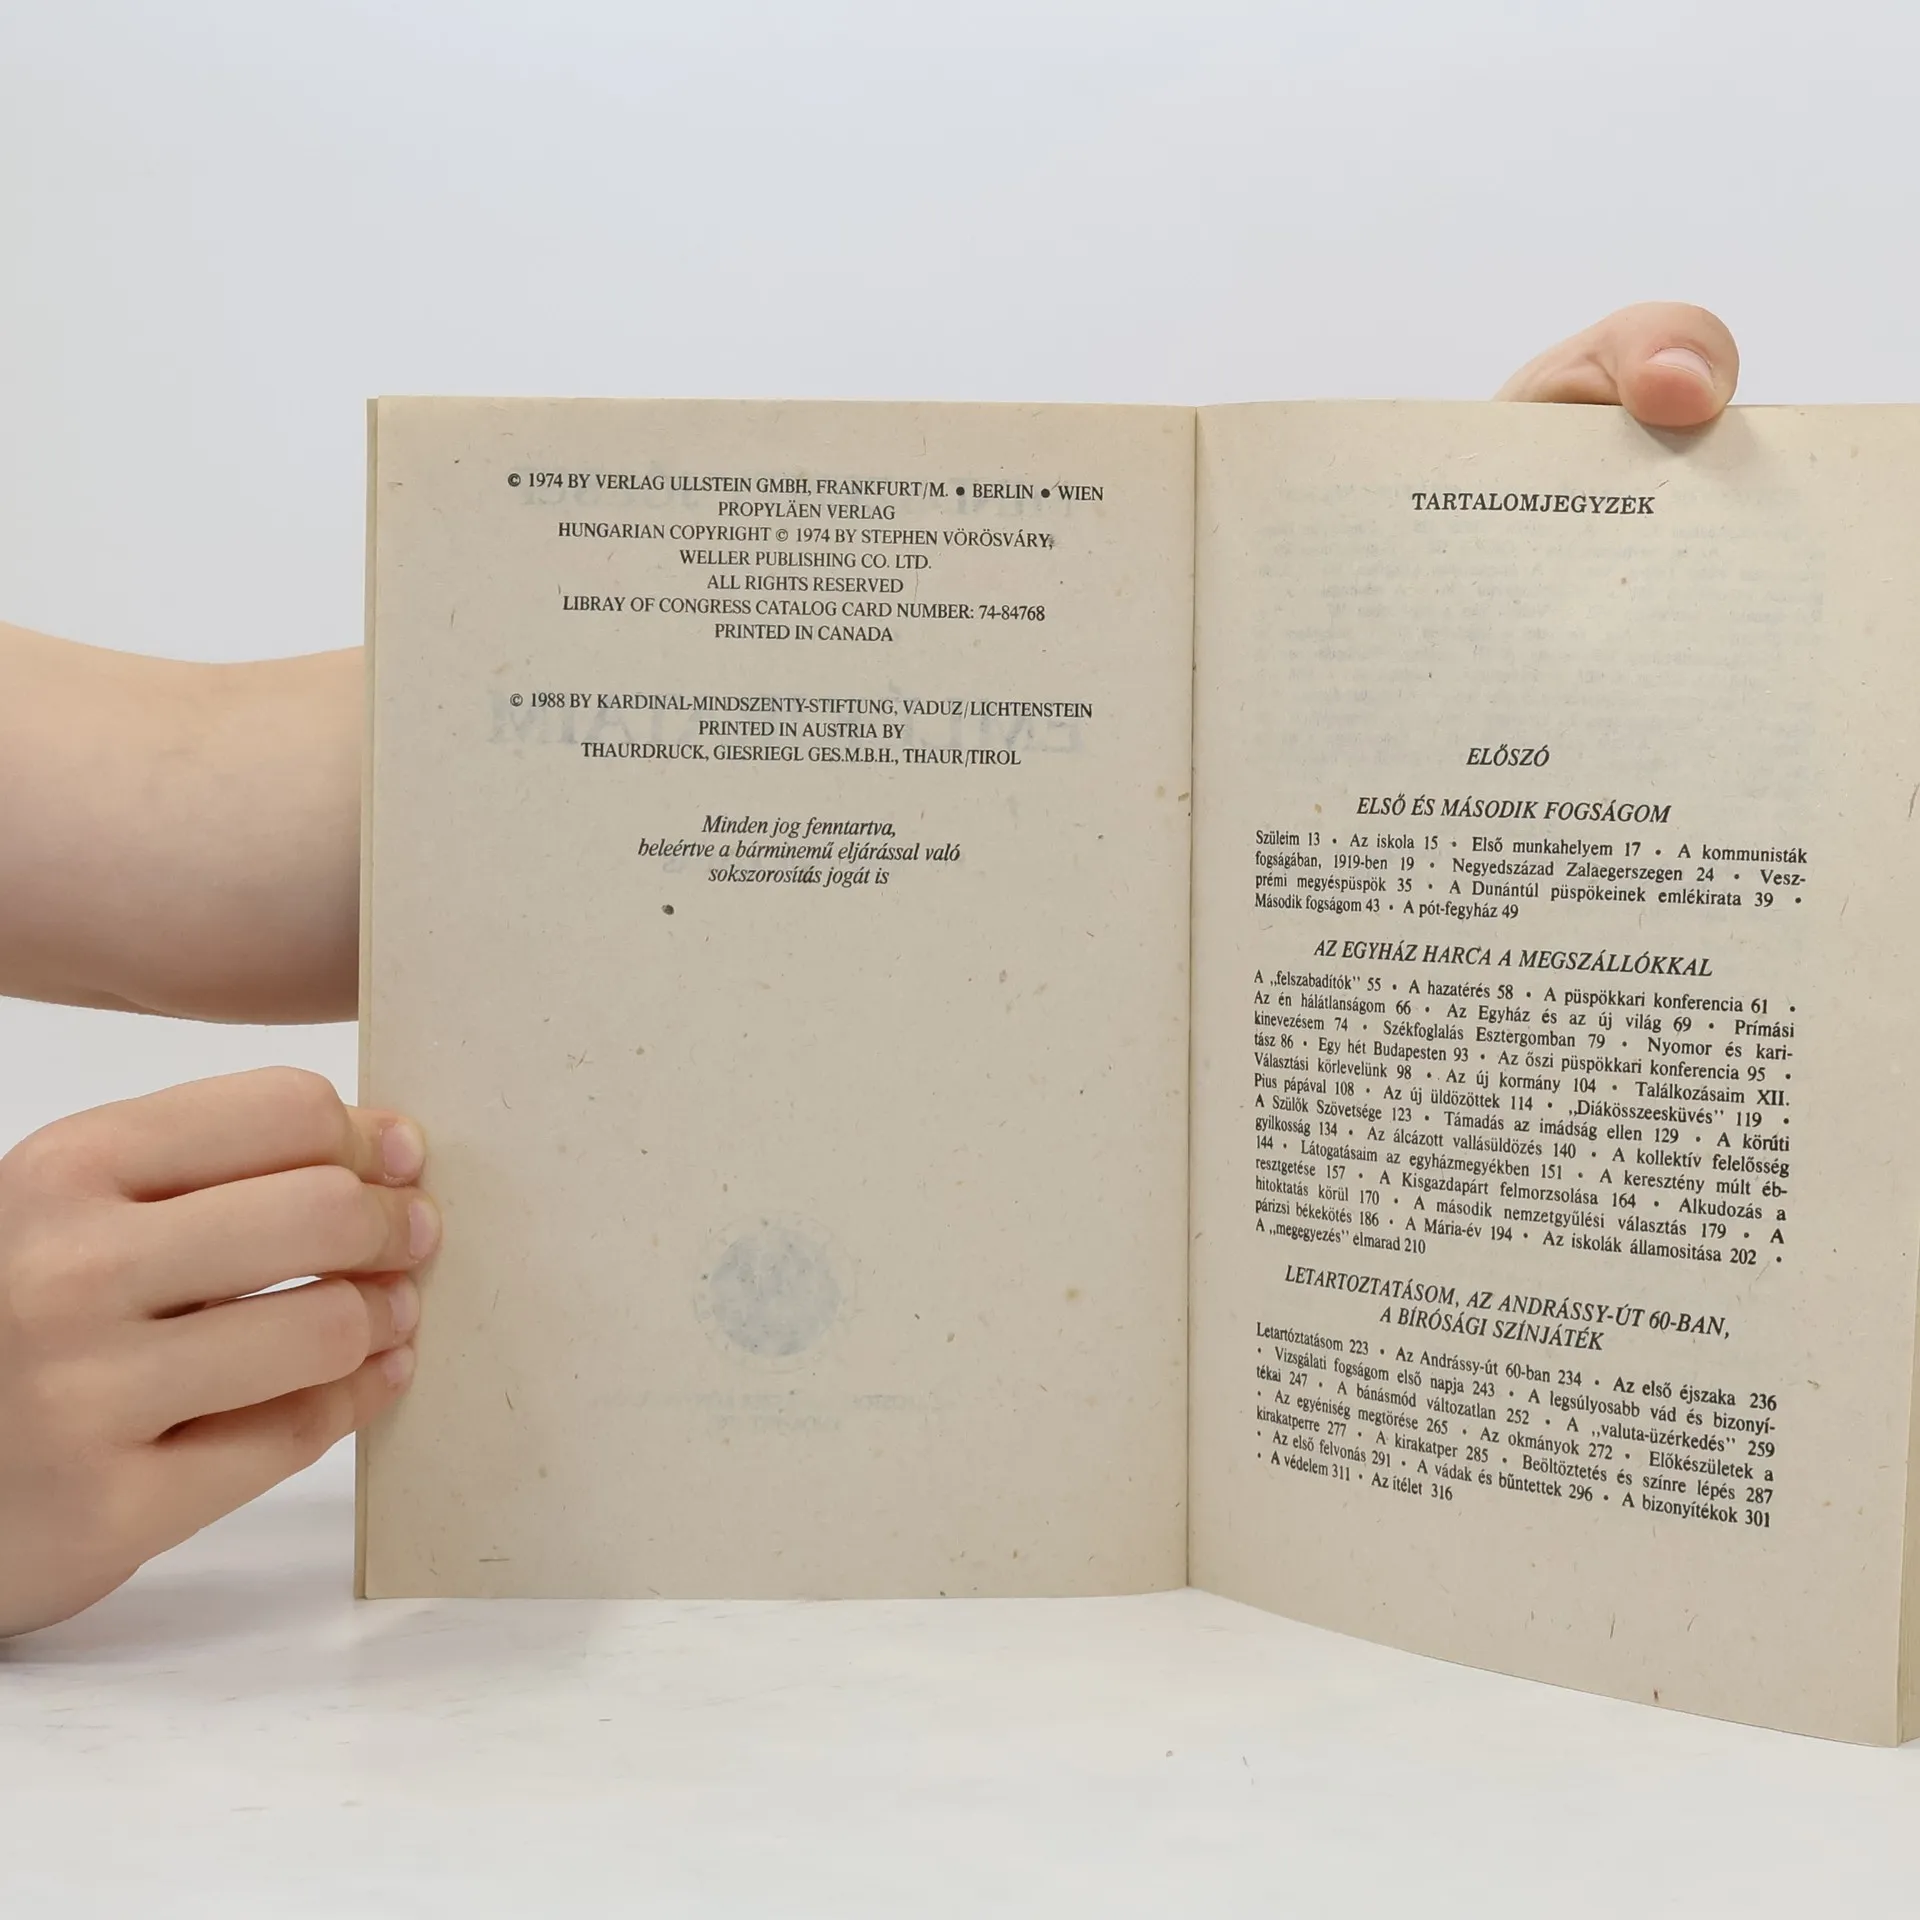 © 1974 BY VERLAG ULLSTEIN GMBH, FRANKFURT/M. • BERLIN • WIEN
PROPYLÄEN VERLAG
HUNGARIAN COPYRIGHT © 1974 BY STEPHEN VÖRÖSVÁRY,
WELLER PUBLISHING CO. LTD.
ALL RIGHTS RESERVED
LIBRAY OF CONGRESS CATALOG CARD NUMBER: 74-84768
PRINTED IN CANADA
© 1988 BY KARDINAL-MINDSZENTY-STIFTUNG, VADUZ/LICHTENSTEIN
PRINTED IN AUSTRIA BY
THAURDRUCK, GIESRIEGL GES.M.B.H., THAUR/TIROL
Minden jog fenntartva,
beleértve a bárminemű eljárással való
sokszorosítás jogát is
TARTALOMJEGYZÉK
ELŐSZÓ
ELSŐ ÉS MÁSODIK FOGSÁGOM
Szüleim 13 • Az iskola 15 • Első munkahelyem 17 • A kommunisták
fogságában, 1919-ben 19 • Negyedszázad Zalaegerszegen 24 • Vesz-
prémi megyéspüspök 35 • A Dunántúl püspökeinek emlékirata 39 •
Második fogságom 43 • A pót-fegyház 49
AZ EGYHÁZ HARCA A MEGSZÁLLÓKKAL
A „felszabadítók" 55 • A hazatérés 58 • A püspökkari konferencia 61 •
Az én hálátlanságom 66 • Az Egyház és az új világ 69 • Prímási
kinevezésem 74 • Székfoglalás Esztergomban 79 • Nyomor és kari-
tász 86 • Egy hét Budapesten 93 • Az őszi püspökkari konferencia 95 •
Választási körlevelünk 98 • Az új kormány 104 • Találkozásaim XII.
Pius pápával 108 • Az új üldözöttek 114 • „Diákösszeesküvés" 119 •
A Szülők Szövetsége 123 • Támadás az imádság ellen 129 • A körúti
gyilkosság 134 • Az álcázott vallásüldözés 140 • A kollektív felelősség
144 • Látogatásaim az egyházmegyékben 151 • A keresztény múlt éb-
resztgetése 157 • A Kisgazdapárt felmorzsolása 164 • Alkudozás a
hitoktatás körül 170 • A második nemzetgyűlési választás 179 • A
párizsi békekötés 186 • A Mária-év 194 • Az iskolák államositása 202 •
A „megegyezés" elmarad 210
LETARTOZTATÁSOM, AZ ANDRÁSSY-ÚT 60-BAN,
A BÍRÓSÁGI SZÍNJÁTÉK
Letartóztatásom 223 • Az Andrássy-út 60-ban 234 • Az első éjszaka 236
• Vizsgálati fogságom első napja 243 • A legsúlyosabb vád és bizonyí-
tékai 247 • A bánásmód változatlan 252 • A „valuta-üzérkedés" 259
• Az egyéniség megtörése 265 • Az okmányok 272 • Előkészületek a
kirakatperre 277 • A kirakatper 285 • Beöltöztetés és színre lépés 287
• Az első felvonás 291 • A vádak és bűntettek 296 • A bizonyítékok 301
• A védelem 311 • Az ítélet 316